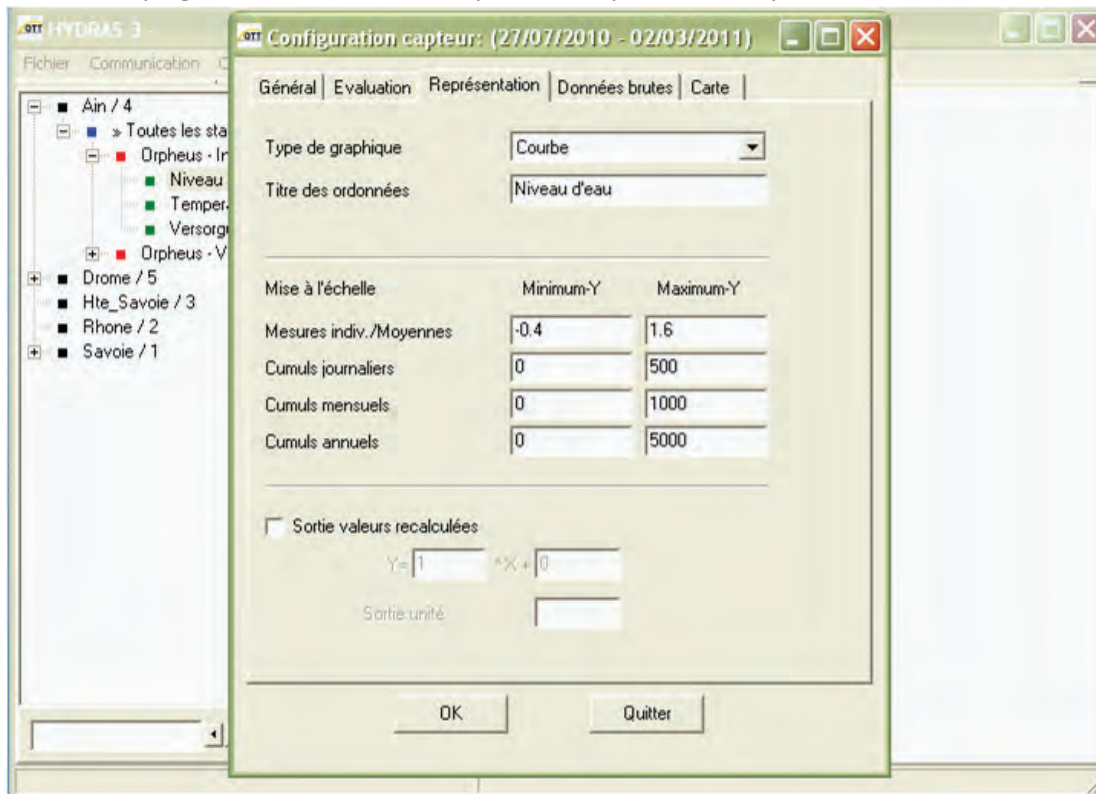 OTT HYDRAS 3
Fichier Communication
Ain / 4
» Toutes les sta
Orpheus - In
Niveau
Tempera
Versorgu
Orpheus - V
Drome / 5
Hte_Savoie / 3
Rhone / 2
Savoie / 1
OTT Configuration capteur: (27/07/2010 - 02/03/2011)
Général Evaluation Représentation Données brutes Carte
Type de graphique Courbe
Titre des ordonnées Niveau d'eau
Mise à l'échelle Minimum-Y Maximum-Y
Mesures indiv./Moyennes -0.4 1.6
Cumuls journaliers 0 500
Cumuls mensuels 0 1000
Cumuls annuels 0 5000
Sortie valeurs recalculées
Y= 1 *X + 0
Sortie unité
OK Quitter